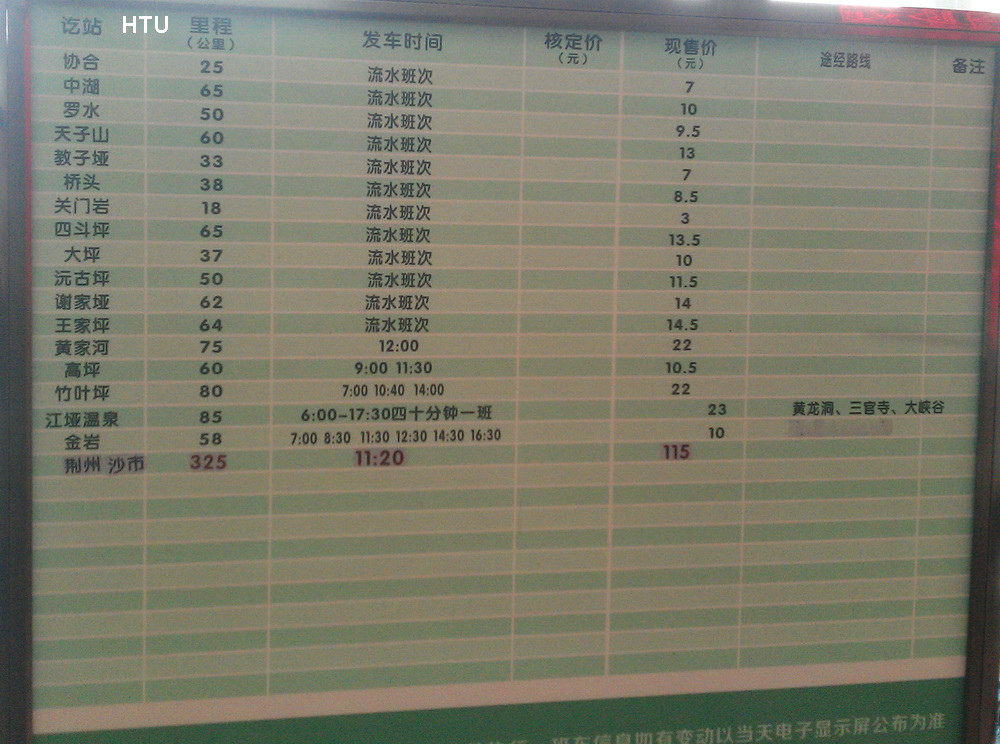 讫站 HTU 里程 发车时间 核定价 现售价 途经路线 备注
（公里） （元） （元）
协合 25 流水班次 7
中湖 65 流水班次 10
罗水 50 流水班次 9.5
天子山 60 流水班次 13
教子垭 33 流水班次 7
桥头 38 流水班次 8.5
关门岩 18 流水班次 3
四斗坪 65 流水班次 13.5
大坪 37 流水班次 10
沅古坪 50 流水班次 11.5
谢家垭 62 流水班次 14
王家坪 64 流水班次 14.5
黄家河 75 12:00 22
高坪 60 9:00 11:30 10.5
竹叶坪 80 7:00 10:40 14:00 22
江垭温泉 85 6:00-17:30四十分钟一班 23 黄龙洞、三官寺、大峡谷
金岩 58 7:00 8:30 11:30 12:30 14:30 16:30 10
荆州 沙市 325 11:20 115
班车信息如有变动以当天电子显示屏公布为准